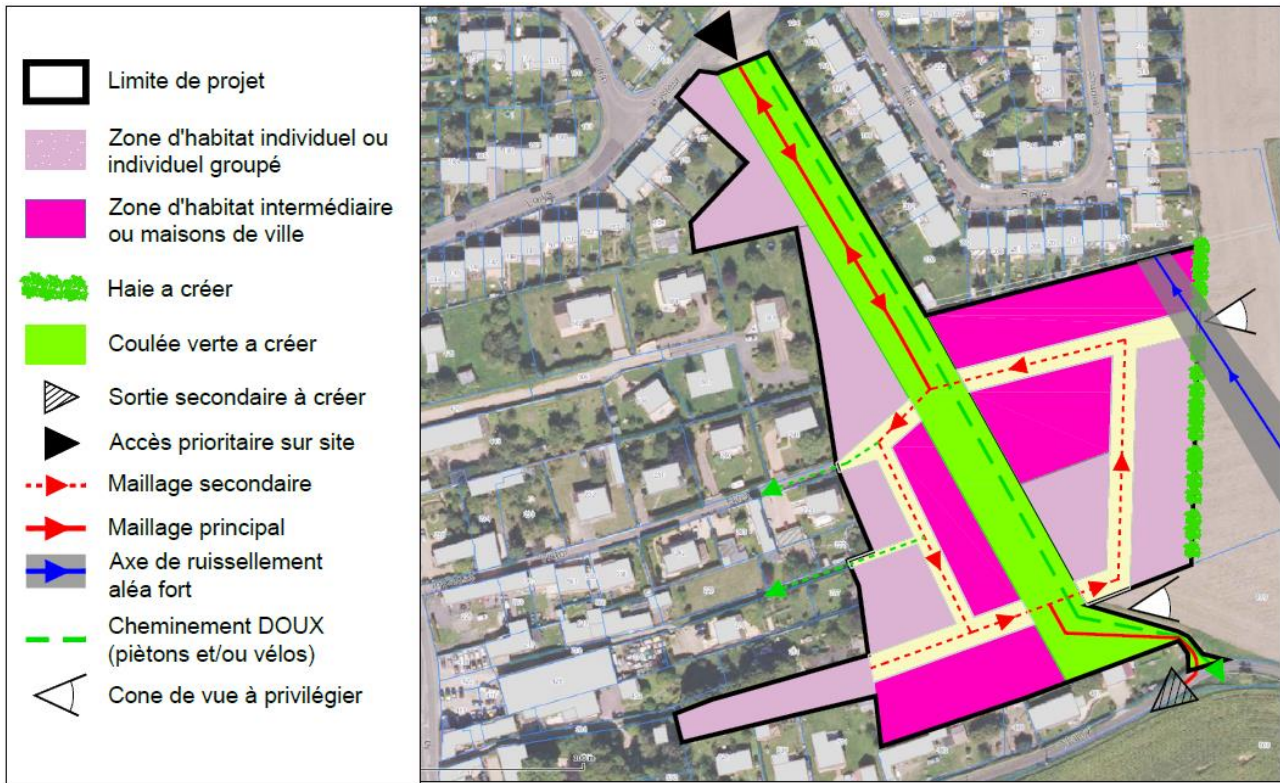 Limite de projet
Zone d'habitat individuel ou
individuel groupé
Zone d'habitat intermédiaire
ou maisons de ville
Haie a créer
Coulée verte a créer
Sortie secondaire à créer
Accès prioritaire sur site
Maillage secondaire
Maillage principal
Axe de ruissellement
aléa fort
Cheminement DOUX
(piètons et/ou vélos)
Cone de vue à privilégier